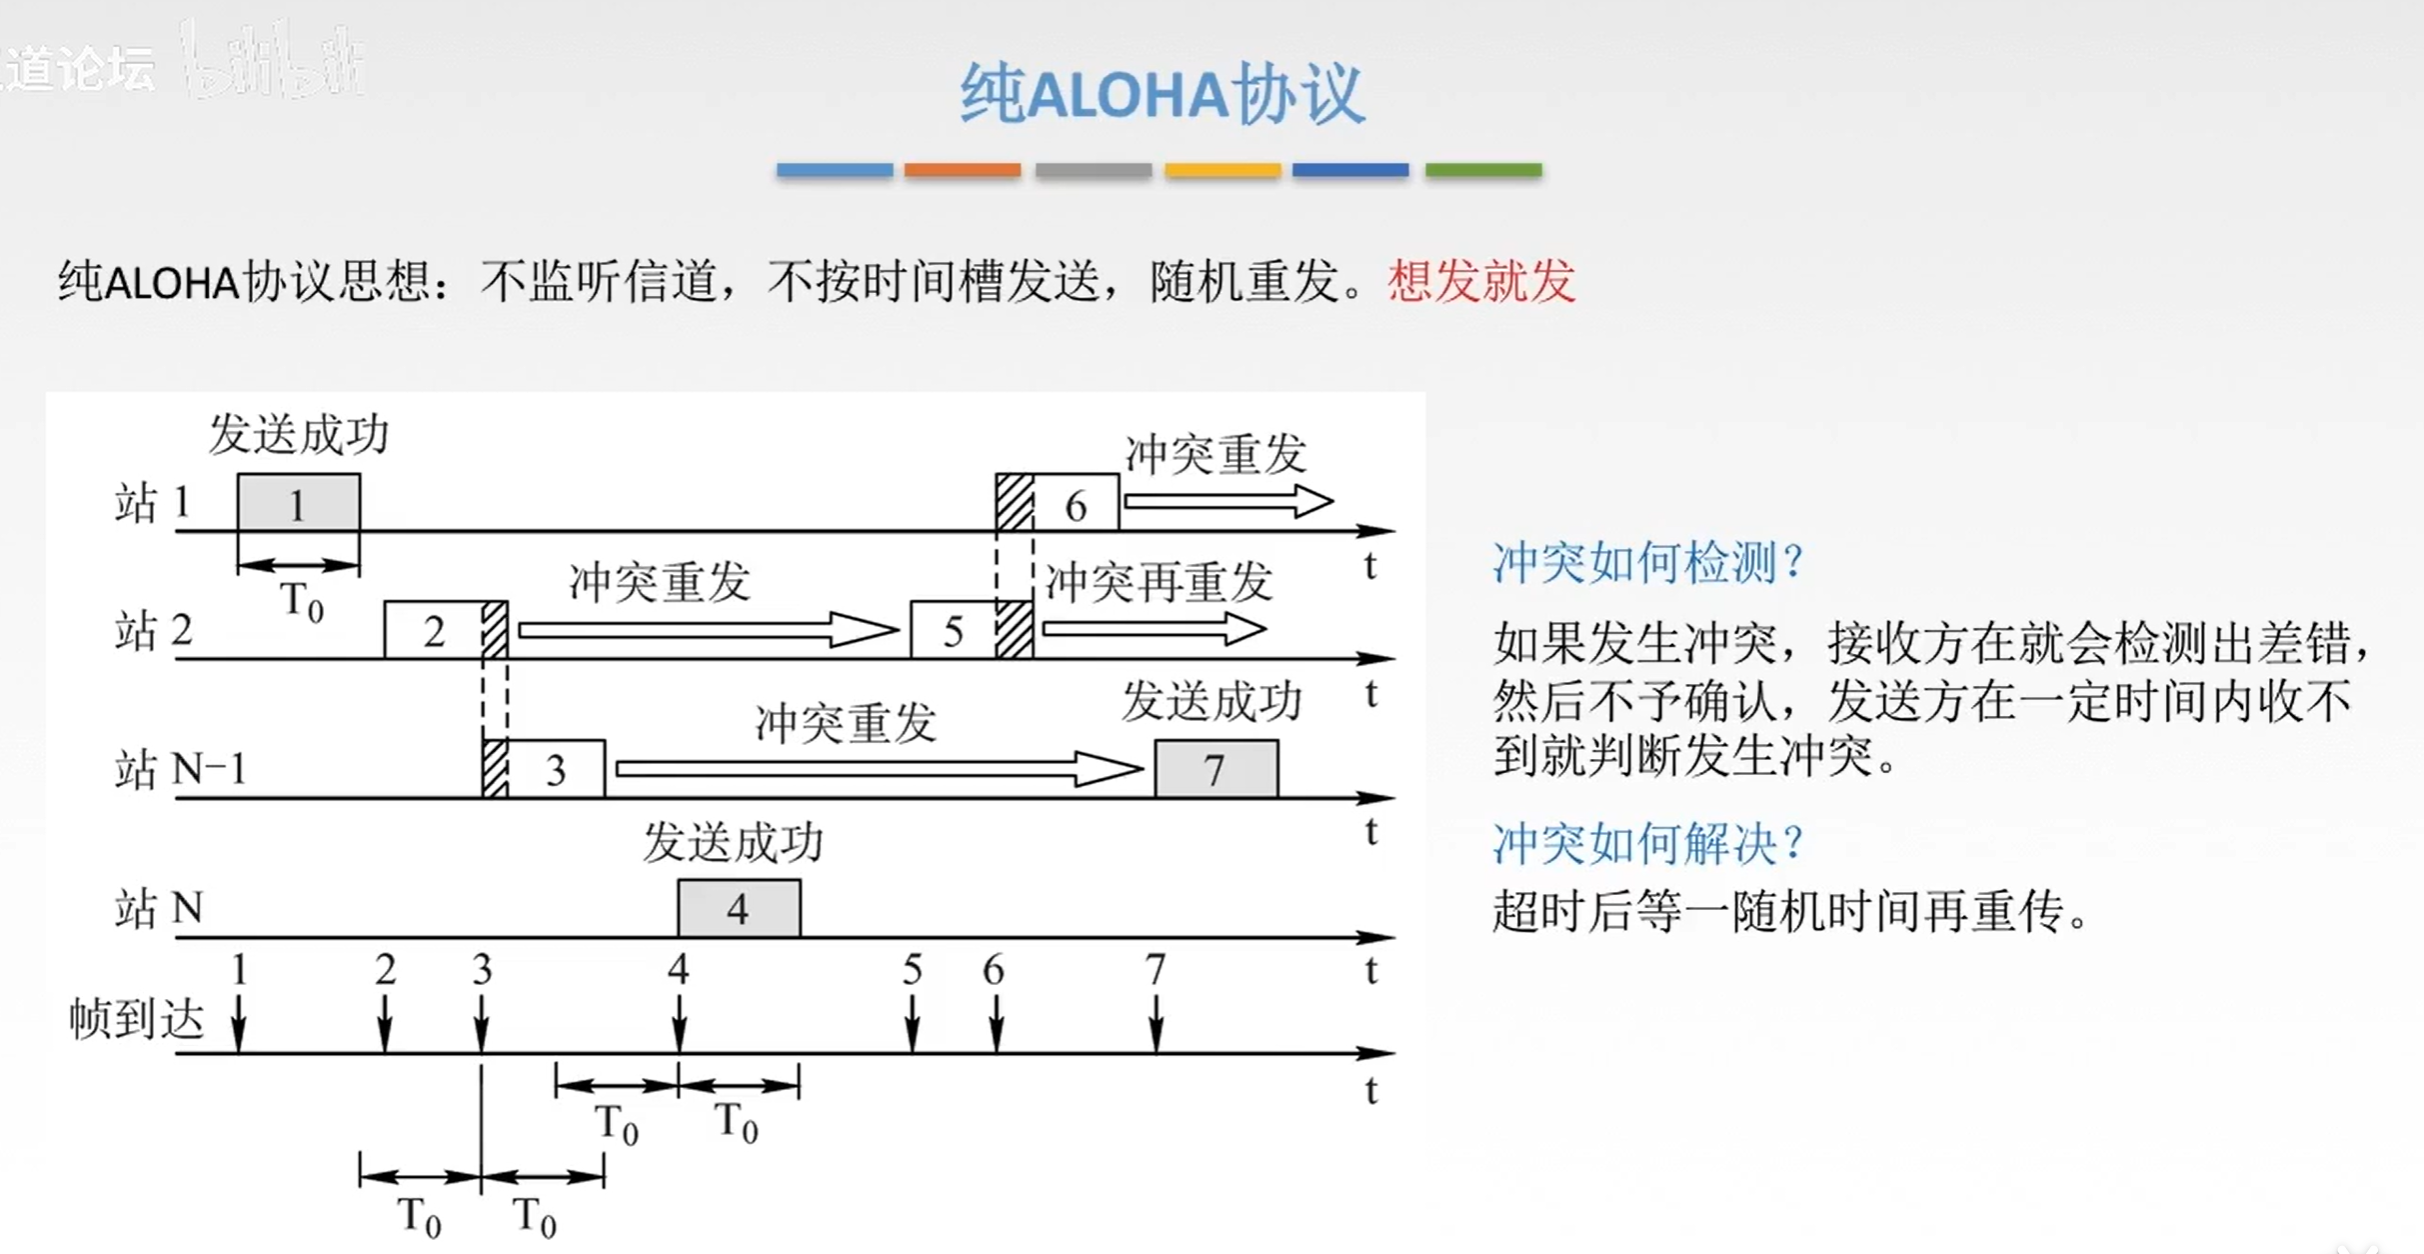 道论坛 bilibili
纯ALOHA协议
纯ALOHA协议思想：不监听信道，不按时间槽发送，随机重发。想发就发
发送成功
冲突重发
站 1
1
6
t
T0
冲突重发
冲突再重发
站 2
2
5
t
冲突重发
发送成功
站 N-1
3
7
t
发送成功
站 N
4
1 2 3 4 5 6 7 t
帧到达
t
T0 T0
T0 T0
冲突如何检测？
如果发生冲突，接收方在就会检测出差错，
然后不予确认，发送方在一定时间内收不
到就判断发生冲突。
冲突如何解决？
超时后等一随机时间再重传。